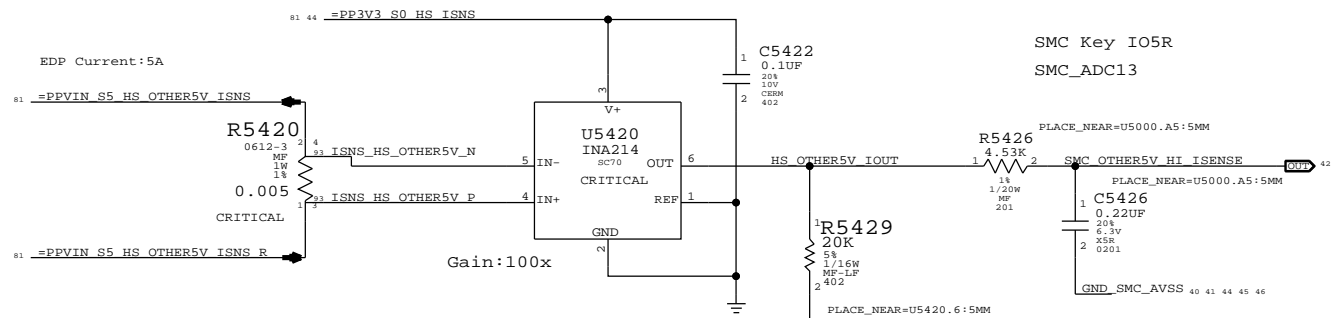 81 44 =PP3V3_S0_HS_ISNS
SMC Key IO5R
SMC_ADC13
EDP Current:5A
81 =PPVIN_S5_HS_OTHER5V_ISNS
1
C5422
0.1UF
20%
10V
CERM
402
2
3
V+
R5420
0612-3
MF
1W
1%
0.005
CRITICAL
2 4
1 3
93 ISNS_HS_OTHER5V_N
93 ISNS_HS_OTHER5V_P
U5420
INA214
SC70
CRITICAL
5 IN-
4 IN+
OUT 6
REF 1
GND
2
Gain:100x
81 =PPVIN_S5_HS_OTHER5V_ISNS_R
HS_OTHER5V_IOUT
PLACE_NEAR=U5000.A5:5MM
R5426
4.53K
1 2
1%
1/20W
MF
201
SMC_OTHER5V_HI_ISENSE
OUT 42
PLACE_NEAR=U5000.A5:5MM
1
C5426
0.22UF
20%
6.3V
X5R
0201
2
1
R5429
20K
5%
1/16W
MF-LF
402
2
GND_SMC_AVSS 40 41 44 45 46
PLACE_NEAR=U5420.6:5MM